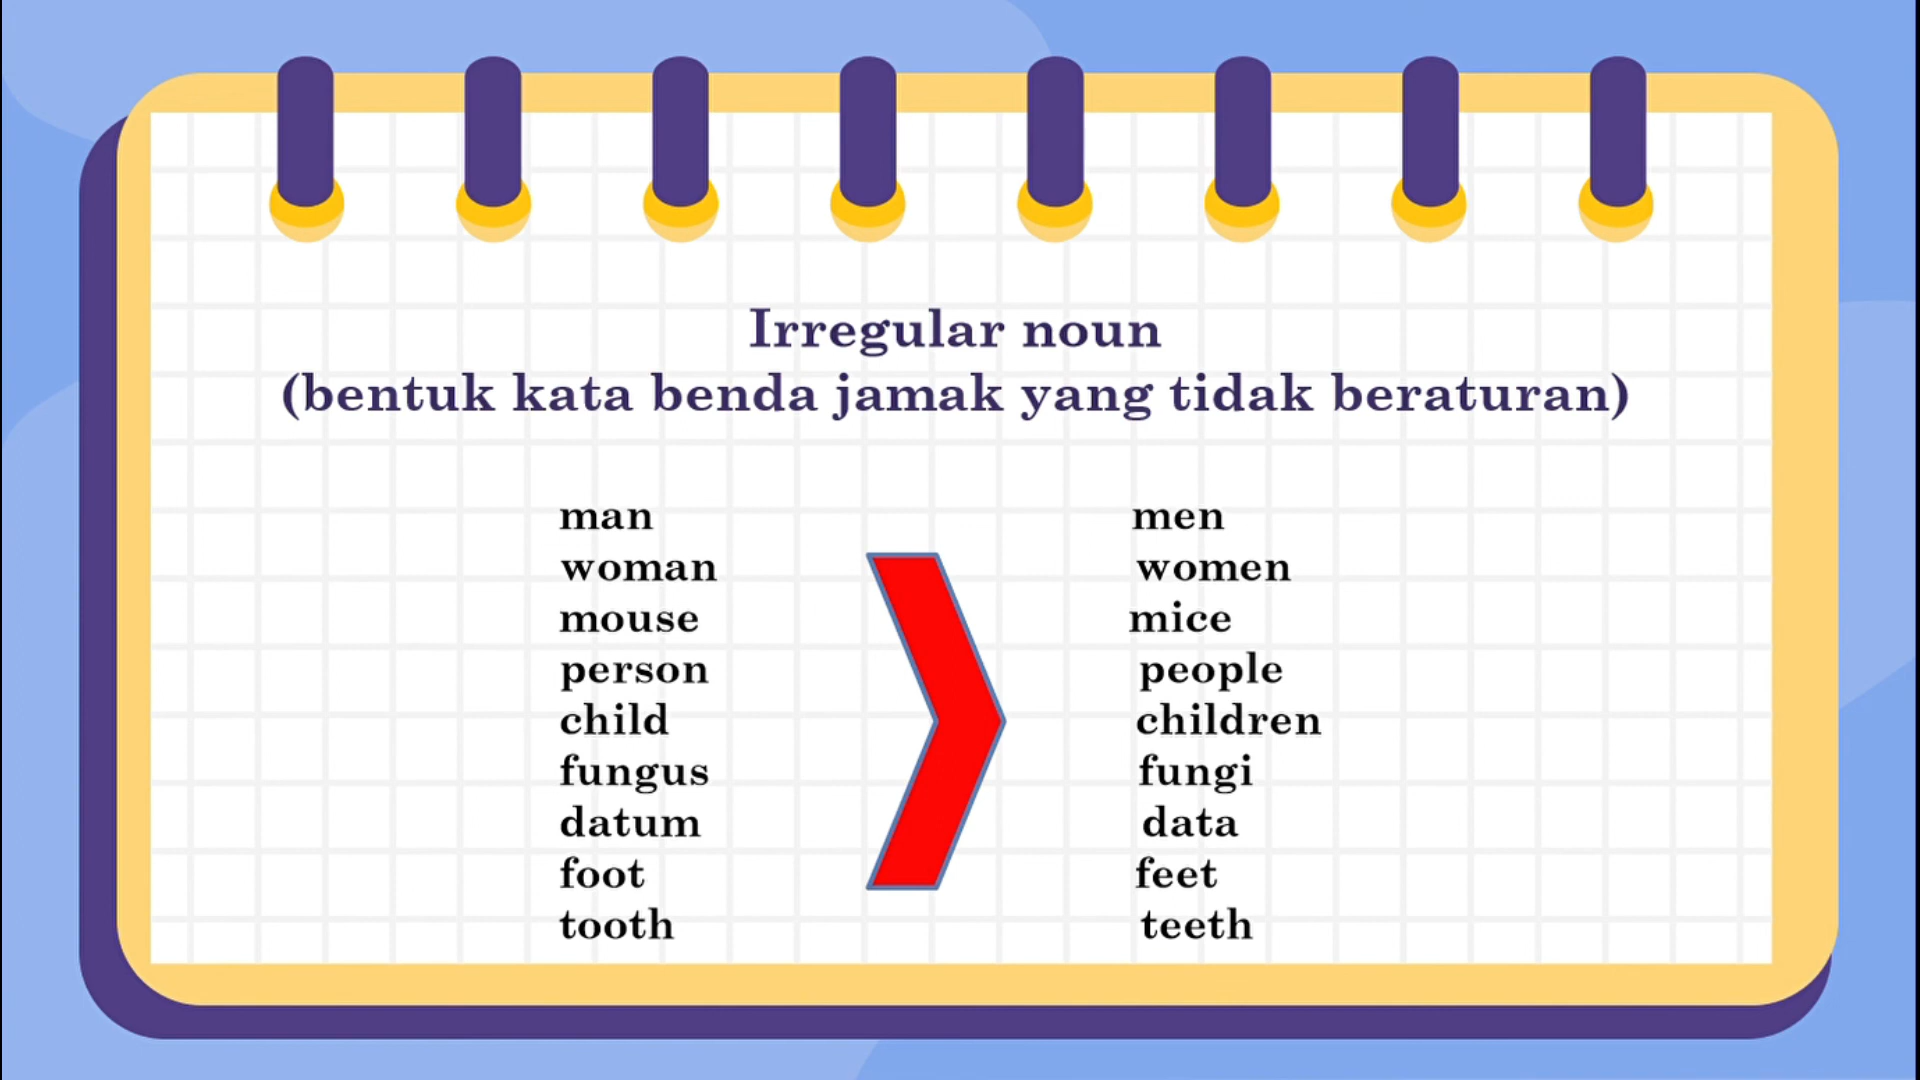 Irregular noun
(bentuk kata benda jamak yang tidak beraturan)
man men
woman women
mouse mice
person people
child children
fungus fungi
datum data
foot feet
tooth teeth